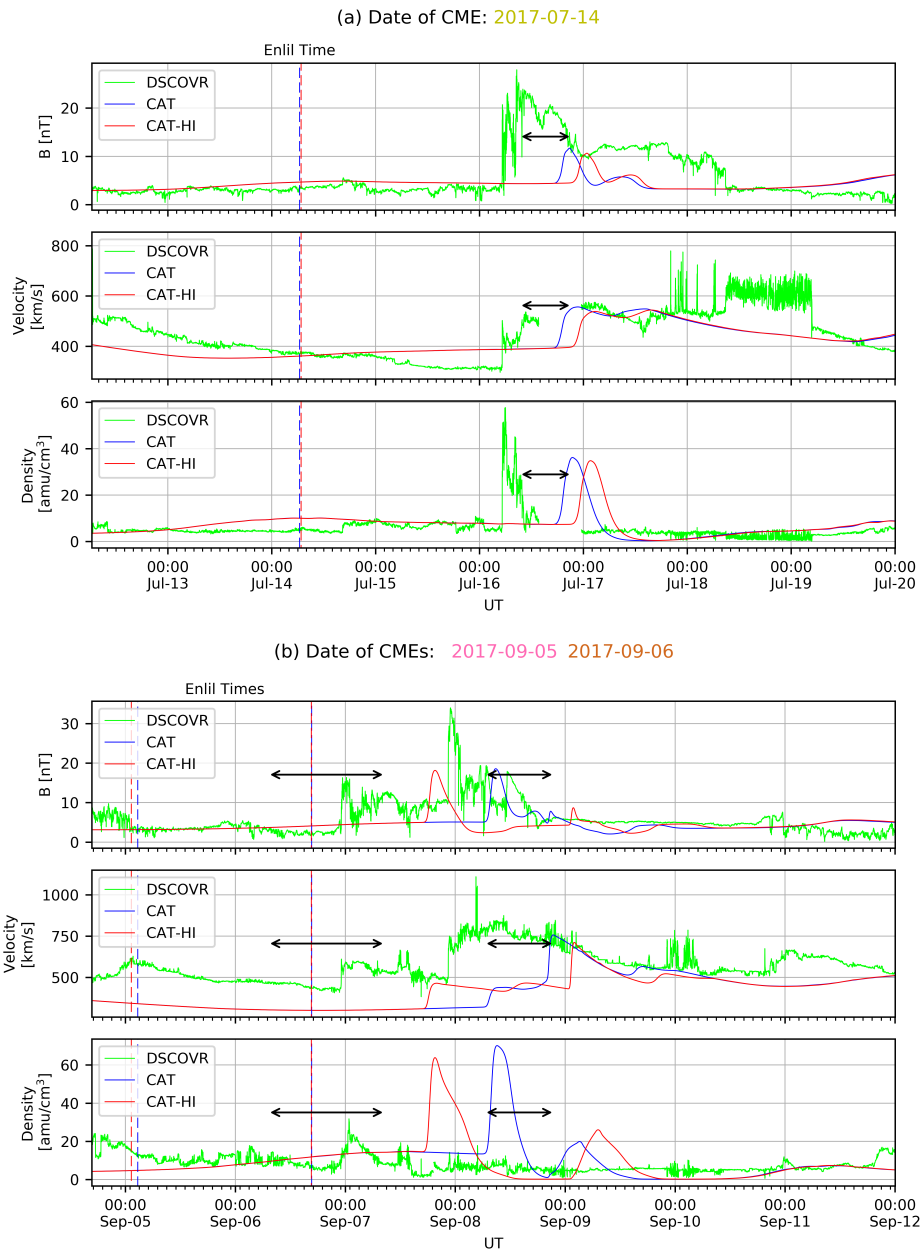 (a) Date of CME: 2017-07-14
Enlil Time
B [nT]
20
10
0
DSCOVR
CAT
CAT-HI
Velocity
[km/s]
800
600
400
DSCOVR
CAT
CAT-HI
Density
[amu/cm³]
60
40
20
0
DSCOVR
CAT
CAT-HI
00:00 00:00 00:00 00:00 00:00 00:00 00:00 00:00
Jul-13 Jul-14 Jul-15 Jul-16 Jul-17 Jul-18 Jul-19 Jul-20
UT
(b) Date of CMEs: 2017-09-05 2017-09-06
Enlil Times
B [nT]
30
20
10
0
DSCOVR
CAT
CAT-HI
Velocity
[km/s]
1000
750
500
DSCOVR
CAT
CAT-HI
Density
[amu/cm³]
60
40
20
0
DSCOVR
CAT
CAT-HI
00:00 00:00 00:00 00:00 00:00 00:00 00:00 00:00
Sep-05 Sep-06 Sep-07 Sep-08 Sep-09 Sep-10 Sep-11 Sep-12
UT